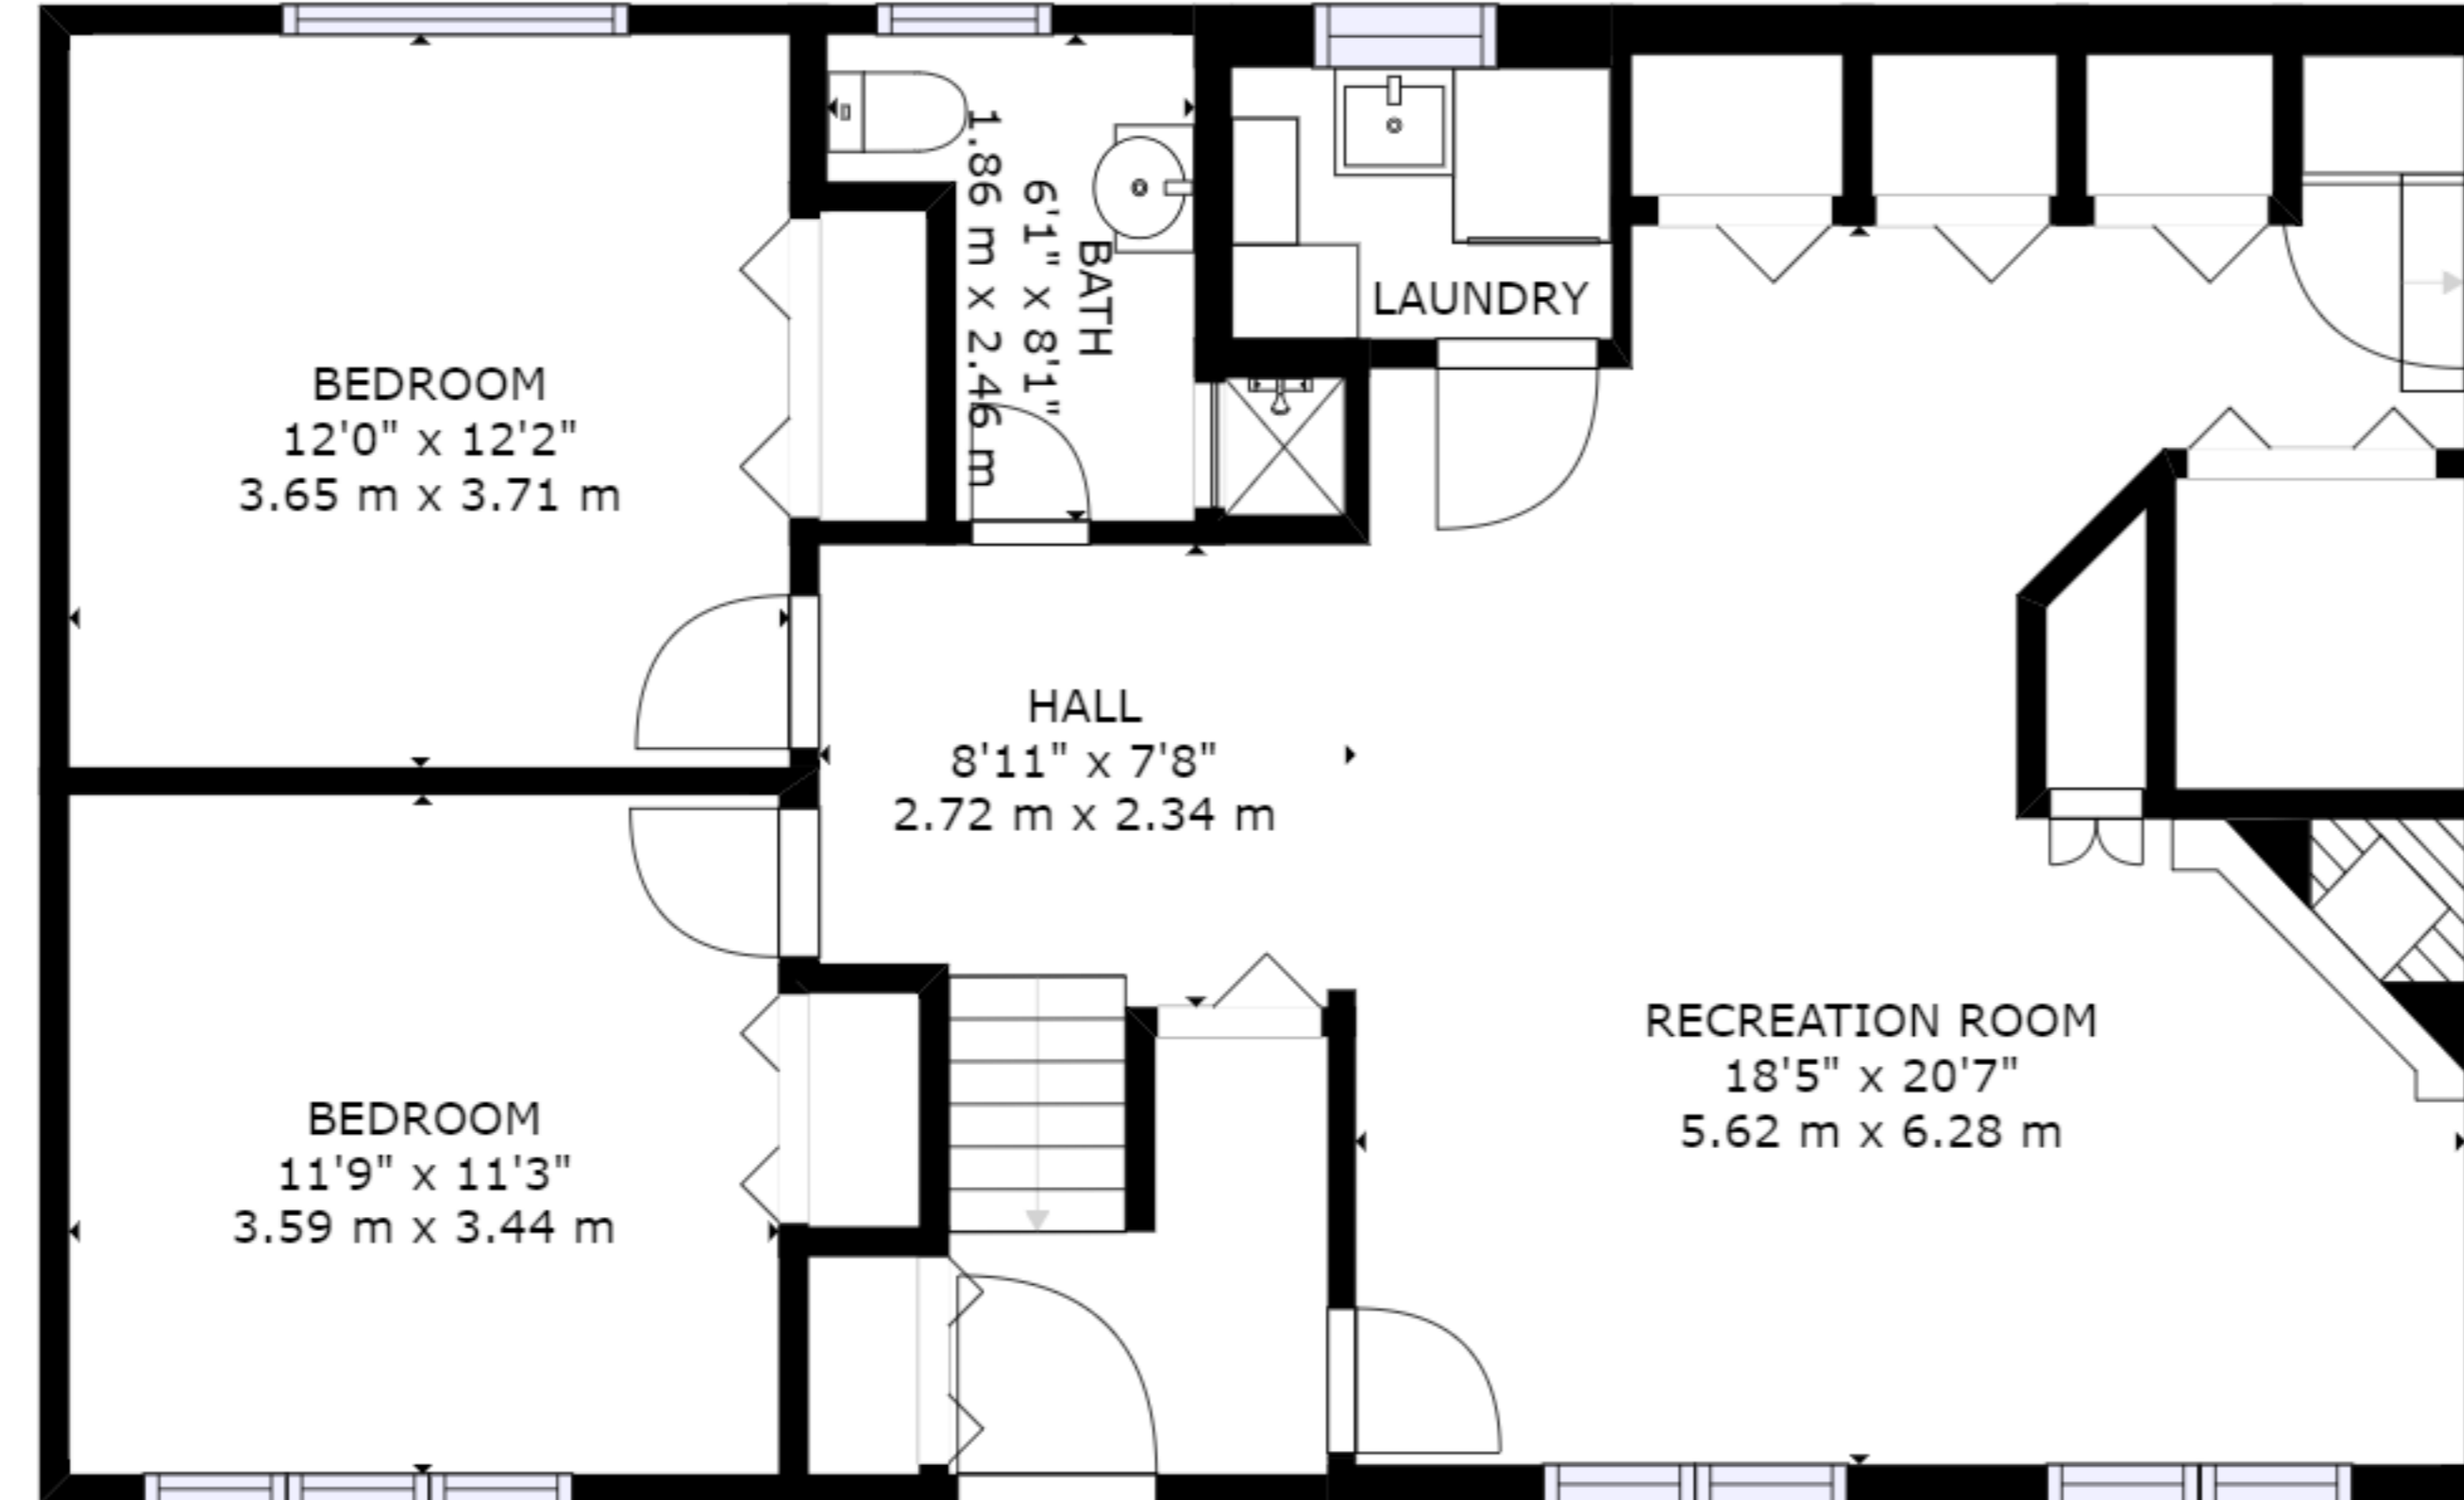 BEDROOM
12'0" x 12'2"
3.65 m x 3.71 m
BATH
6'1" x 8'1"
1.86 m x 2.46 m
LAUNDRY
HALL
8'11" x 7'8"
2.72 m x 2.34 m
BEDROOM
11'9" x 11'3"
3.59 m x 3.44 m
RECREATION ROOM
18'5" x 20'7"
5.62 m x 6.28 m